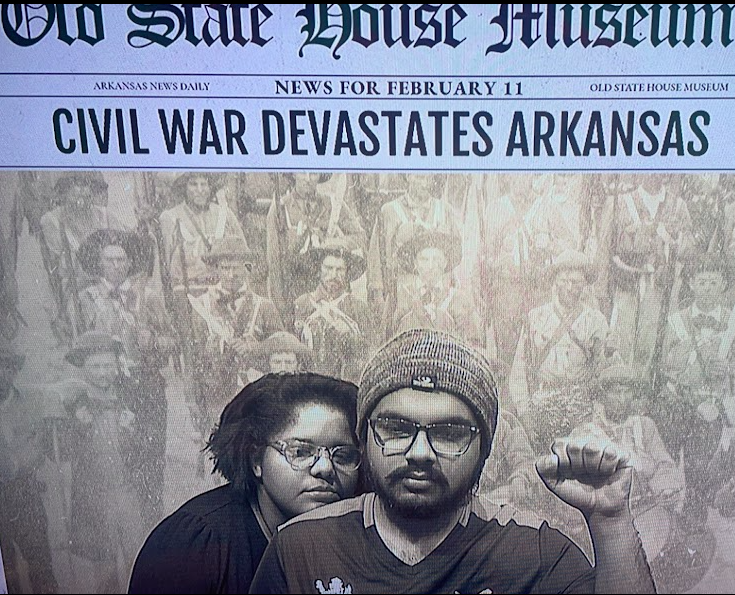 Old State House Museum
ARKANSAS NEWS DAILY NEWS FOR FEBRUARY 11 OLD STATE HOUSE MUSEUM
CIVIL WAR DEVASTATES ARKANSAS